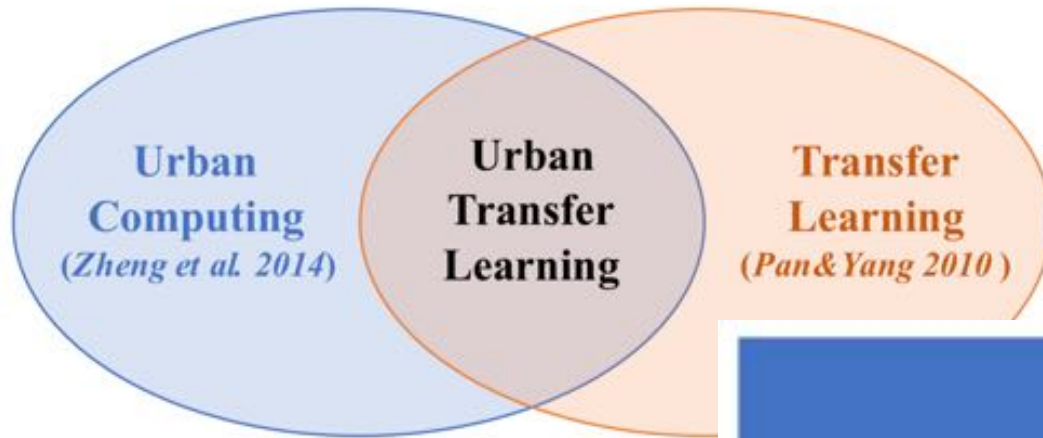 Urban
Computing
(Zheng et al. 2014)
Urban
Transfer
Learning
Transfer
Learning
(Pan&Yang 2010 )